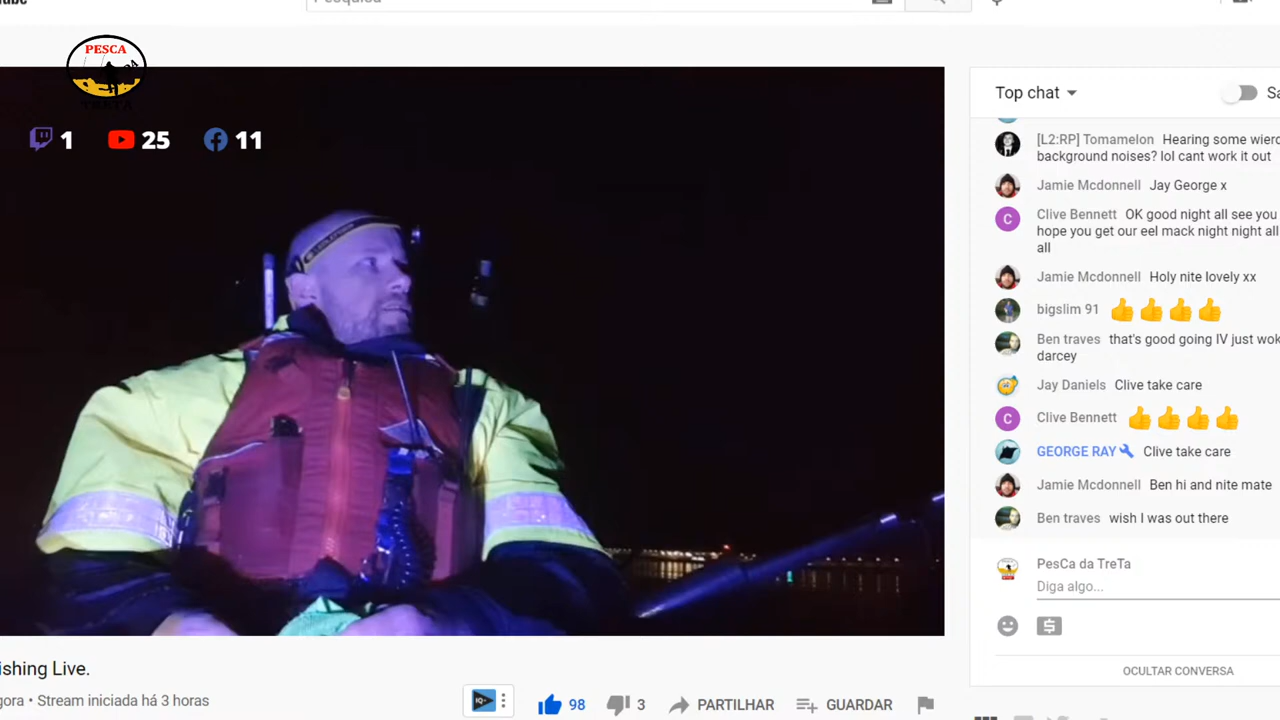 Pesquisa
PESCA
DA
TRETA
1 25 11
Top chat
[L2:RP] Tomamelon Hearing some
background noises? lol cant work it out
Jamie Mcdonnell Jay George x
Clive Bennett OK good night all see you
hope you get our eel mack night night all
all
Jamie Mcdonnell Holy nite lovely xx
bigslim 91 👍👍👍👍
Ben traves that's good going IV just
darcey
Jay Daniels Clive take care
Clive Bennett 👍👍👍👍
GEORGE RAY Clive take care
Jamie Mcdonnell Ben hi and nite mate
Ben traves wish I was out there
PesCa da TreTa
Diga algo...
OCULTAR CONVERSA
ishing Live.
gora • Stream iniciada há 3 horas
98 3 PARTILHAR GUARDAR